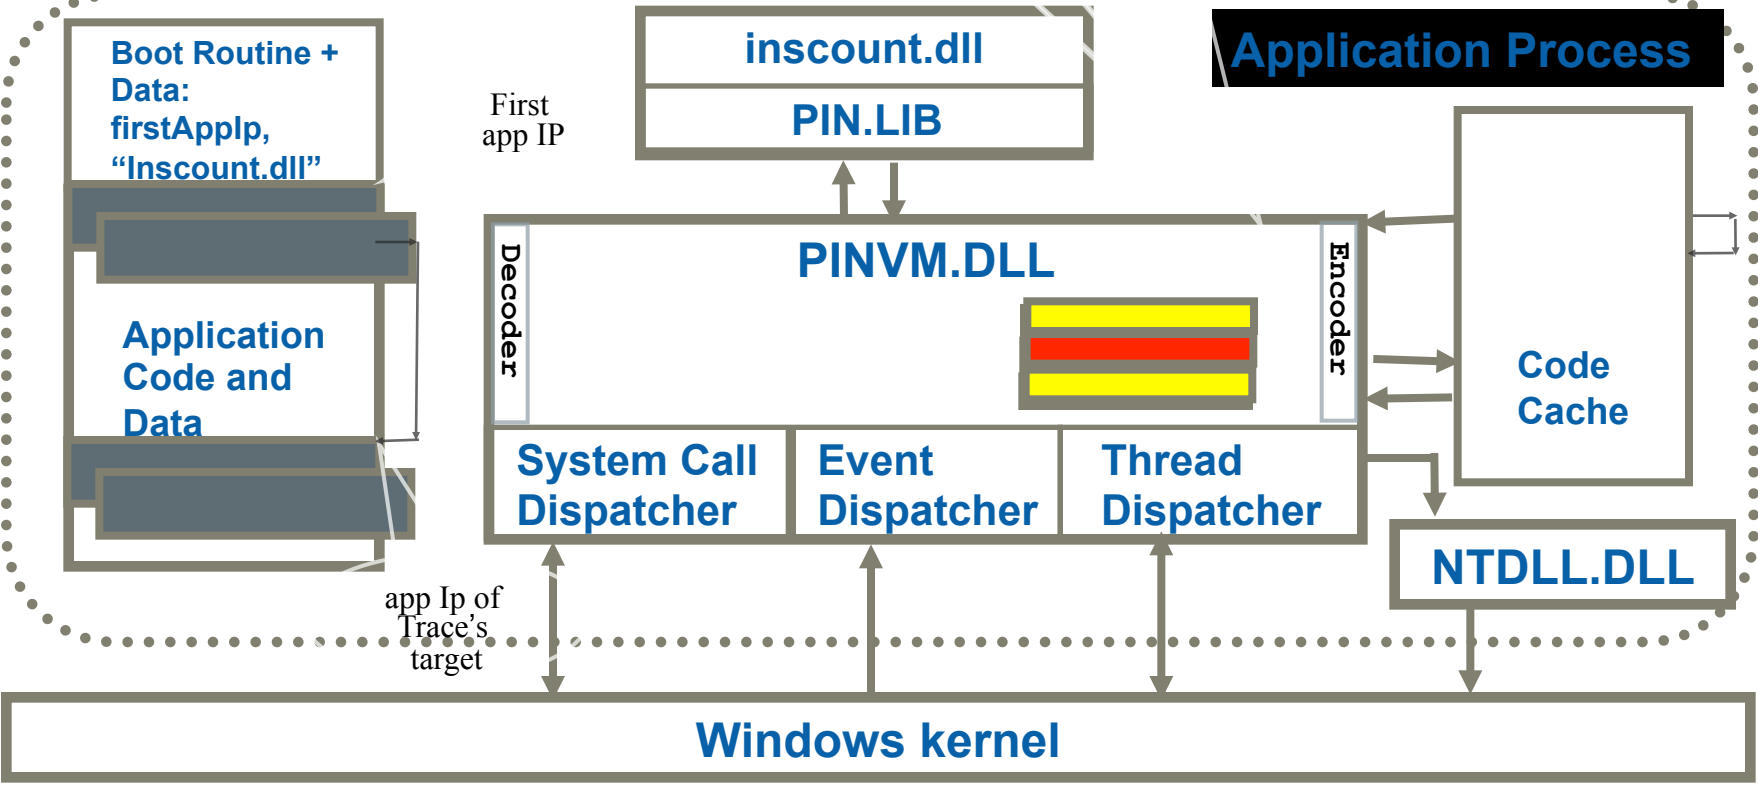 Boot Routine +
Data:
firstAppIp,
“Inscount.dll”
Application
Code and
Data
First
app IP
inscount.dll
PIN.LIB
Application Process
Decoder
PINVM.DLL
Encoder
Code
Cache
System Call
Dispatcher
Event
Dispatcher
Thread
Dispatcher
NTDLL.DLL
app Ip of
Trace’s
target
Windows kernel